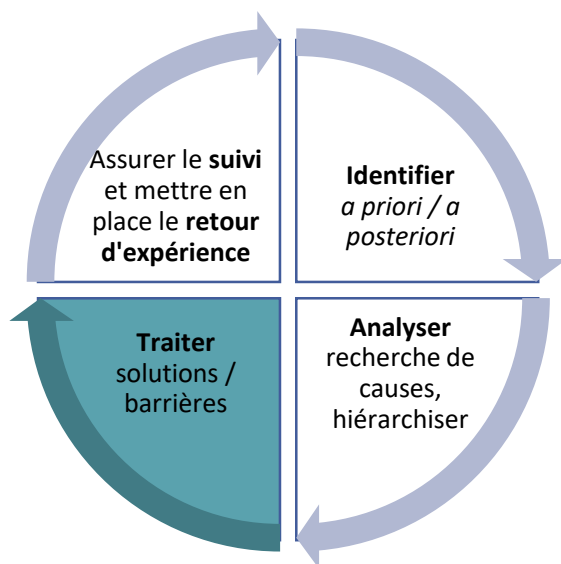 Assurer le suivi
et mettre en
place le retour
d'expérience
Identifier
a priori / a
posteriori
Traiter
solutions /
barrières
Analyser
recherche de
causes,
hiérarchiser